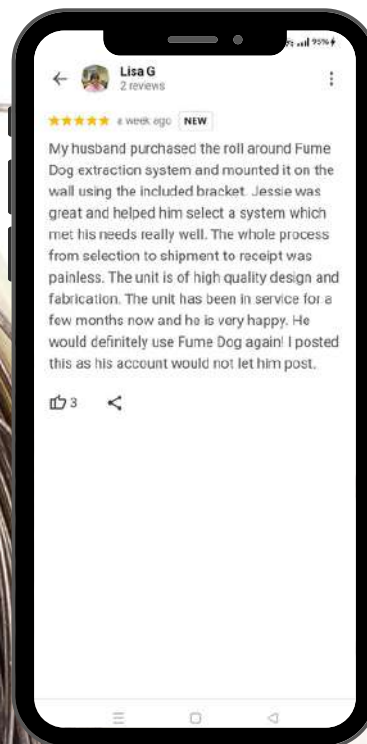 95%
Lisa G
2 reviews
a week ago NEW
My husband purchased the roll around Fume
Dog extraction system and mounted it on the
wall using the included bracket. Jessie was
great and helped him select a system which
met his needs really well. The whole process
from selection to shipment to receipt was
painless. The unit is of high quality design and
fabrication. The unit has been in service for a
few months now and he is very happy. He
would definitely use Fume Dog again! I posted
this as his account would not let him post.
3